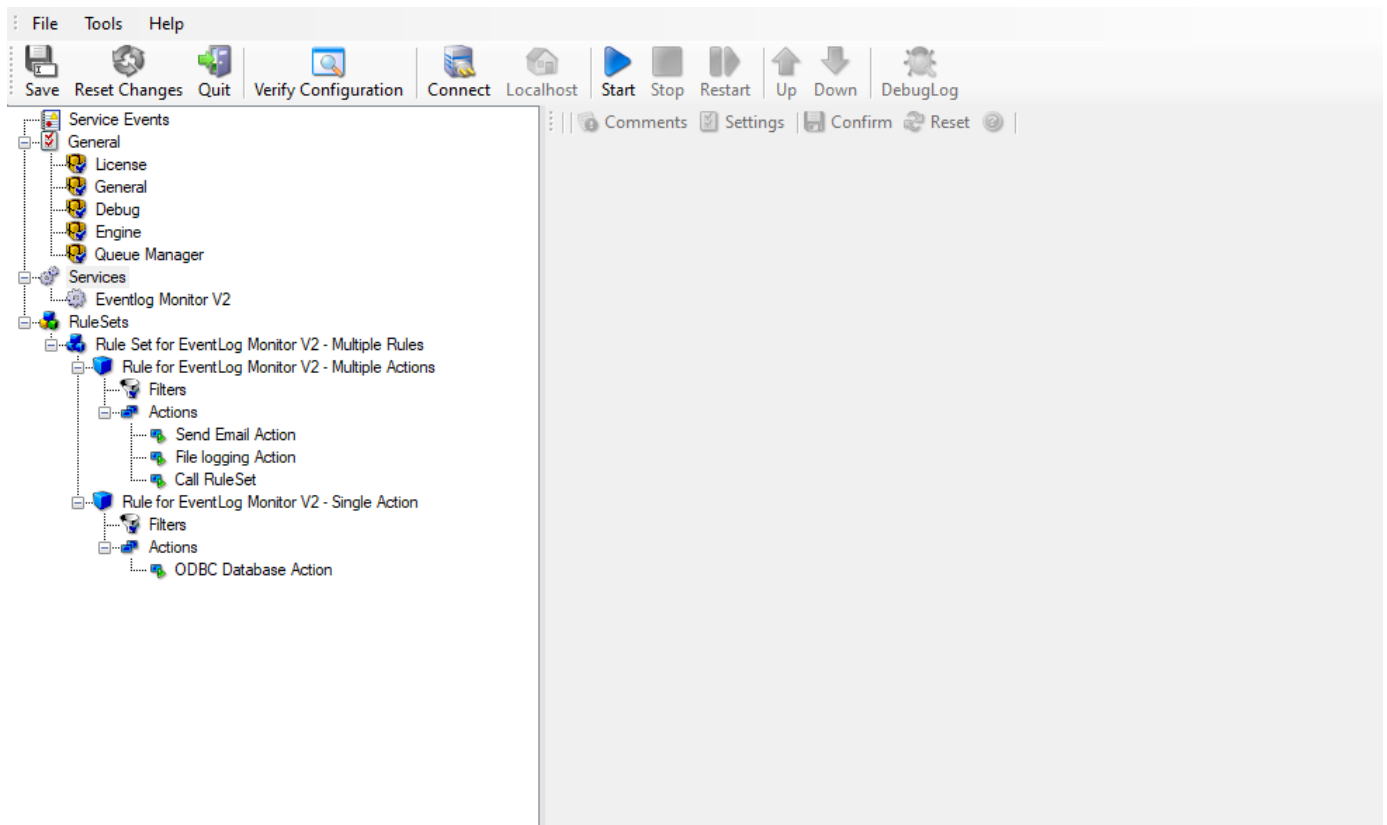 File Tools Help
Save Reset Changes Quit Verify Configuration Connect Localhost Start Stop Restart Up Down DebugLog
Service Events
General
License
General
Debug
Engine
Queue Manager
Services
Eventlog Monitor V2
RuleSets
Rule Set for EventLog Monitor V2 - Multiple Rules
Rule for EventLog Monitor V2 - Multiple Actions
Filters
Actions
Send Email Action
File logging Action
Call RuleSet
Rule for EventLog Monitor V2 - Single Action
Filters
Actions
ODBC Database Action
Comments Settings Confirm Reset